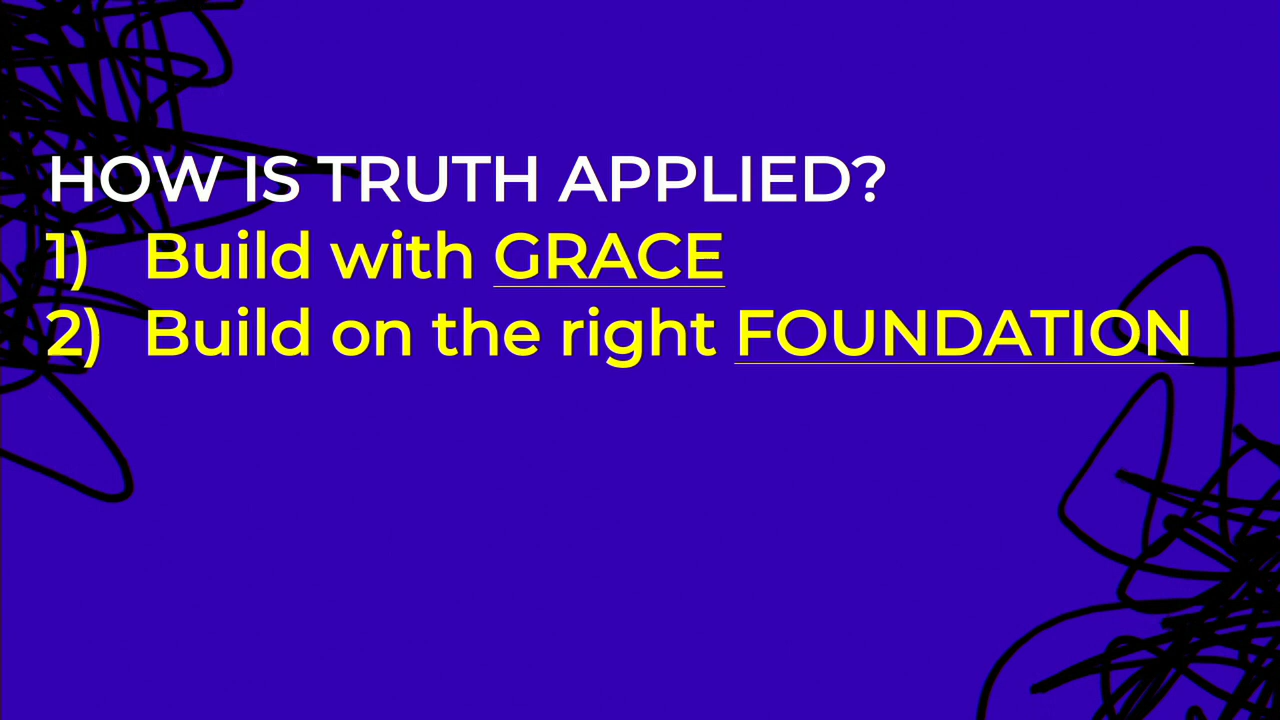 HOW IS TRUTH APPLIED?
1) Build with GRACE
2) Build on the right FOUNDATION